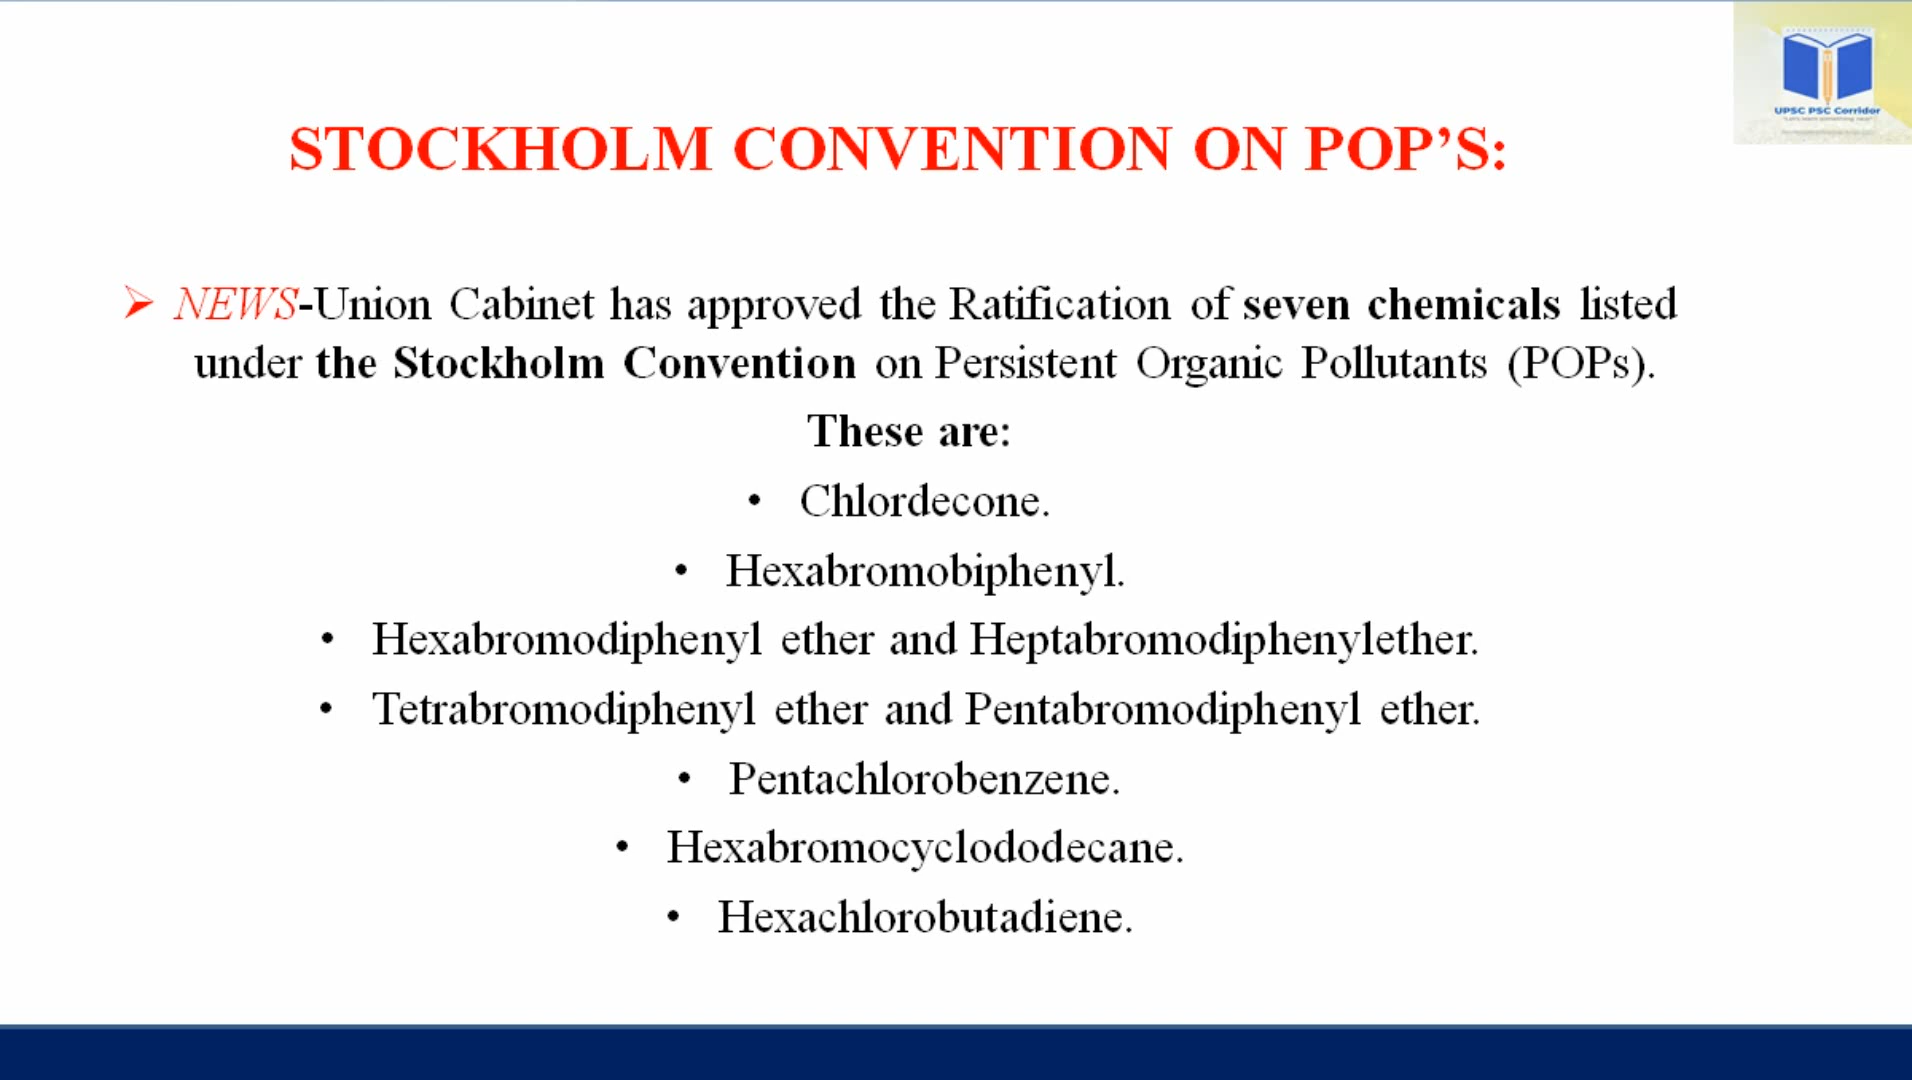 UPSC PSC Corridor
STOCKHOLM CONVENTION ON POP’S:
➢ NEWS-Union Cabinet has approved the Ratification of seven chemicals listed
under the Stockholm Convention on Persistent Organic Pollutants (POPs).
These are:
• Chlordecone.
• Hexabromobiphenyl.
• Hexabromodiphenyl ether and Heptabromodiphenylether.
• Tetrabromodiphenyl ether and Pentabromodiphenyl ether.
• Pentachlorobenzene.
• Hexabromocyclododecane.
• Hexachlorobutadiene.